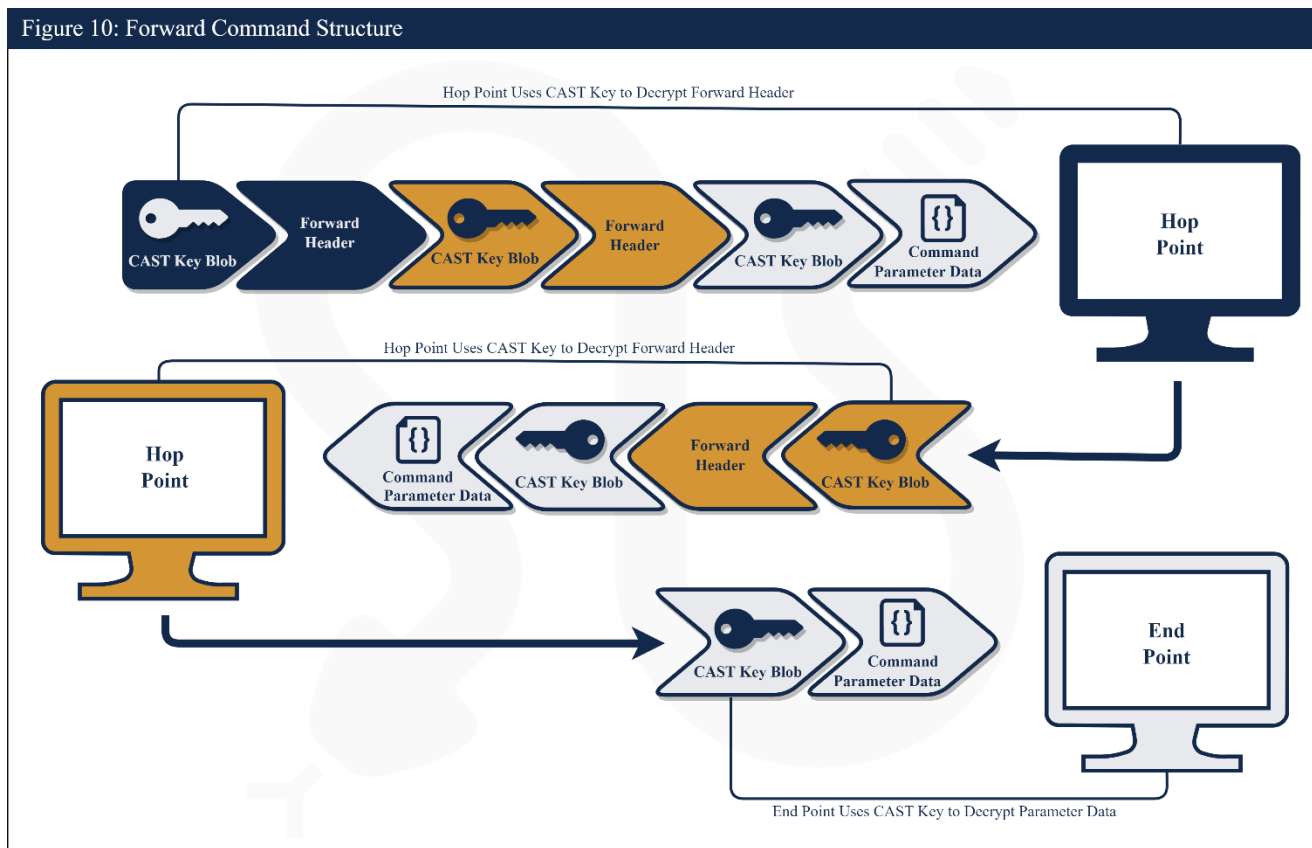 Figure 10: Forward Command Structure
Hop Point Uses CAST Key to Decrypt Forward Header
CAST Key Blob
Forward
Header
CAST Key Blob
Forward
Header
CAST Key Blob
{}
Command
Parameter Data
Hop
Point
Hop Point Uses CAST Key to Decrypt Forward Header
Hop
Point
{}
Command
Parameter Data
CAST Key Blob
Forward
Header
CAST Key Blob
CAST Key Blob
{}
Command
Parameter Data
End
Point
End Point Uses CAST Key to Decrypt Parameter Data